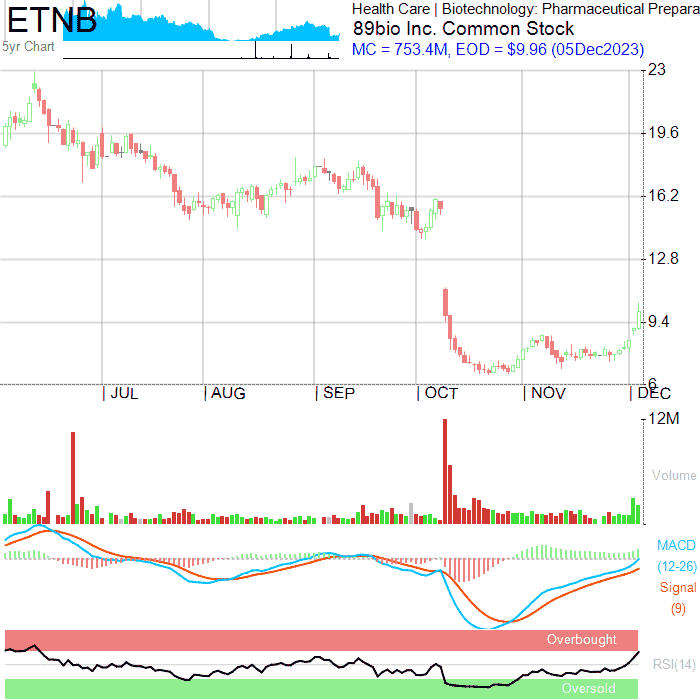 ETNB
5yr Chart
Health Care | Biotechnology: Pharmaceutical Prepara
89bio Inc. Common Stock
MC = 753.4M, EOD = $9.96 (05Dec2023)
23
19.6
16.2
12.8
9.4
6
JUL AUG SEP OCT NOV DEC
12M
Volume
MACD
(12-26)
Signal
(9)
Overbought
RSI(14)
Oversold